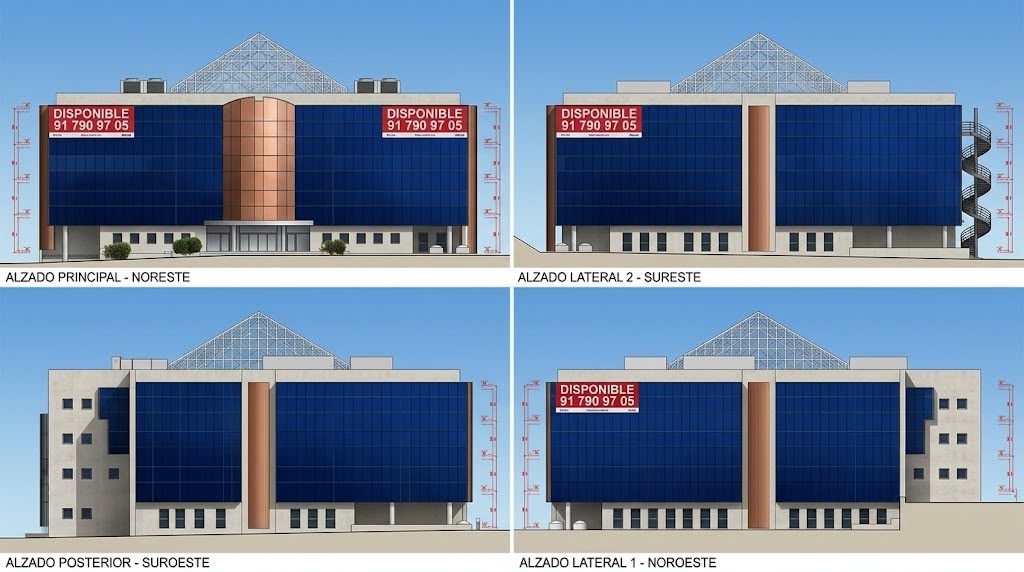 DISPONIBLE
91 790 97 05
DISPONIBLE
91 790 97 05
ALZADO PRINCIPAL - NORESTE
DISPONIBLE
91 790 97 05
ALZADO LATERAL 2 - SURESTE
ALZADO POSTERIOR - SUROESTE
DISPONIBLE
91 790 97 05
ALZADO LATERAL 1 - NOROESTE